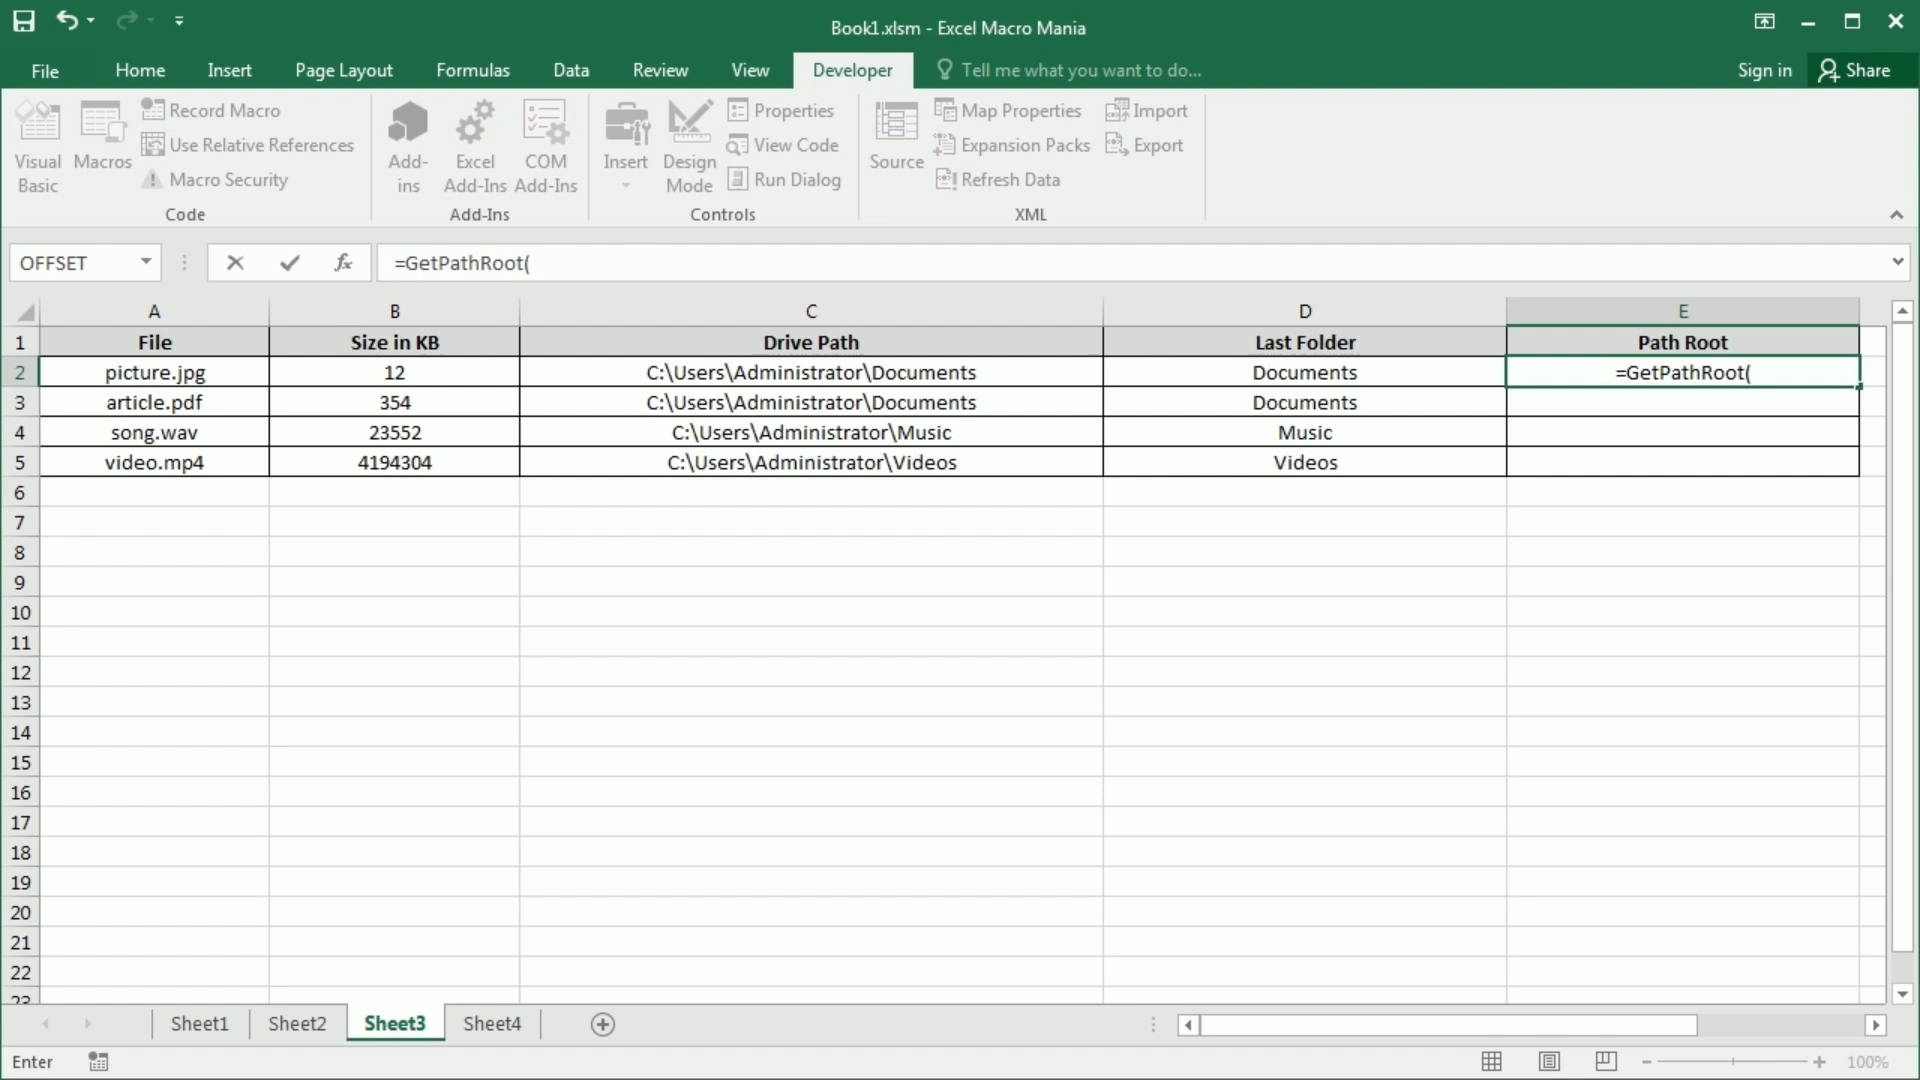 Book1.xlsm - Excel Macro Mania
File Home Insert Page Layout Formulas Data Review View Developer Tell me what you want to do... Sign in Share
Visual Basic
Macros
Record Macro
Use Relative References
Macro Security
Code
Add-ins
Excel Add-Ins
COM Add-Ins
Add-Ins
Insert
Design Mode
Properties
View Code
Run Dialog
Controls
Source
Map Properties
Expansion Packs
Refresh Data
Import
Export
XML
OFFSET fx =GetPathRoot(
A B C D E
1 File Size in KB Drive Path Last Folder Path Root
2 picture.jpg 12 C:\Users\Administrator\Documents Documents =GetPathRoot(
3 article.pdf 354 C:\Users\Administrator\Documents Documents
4 song.wav 23552 C:\Users\Administrator\Music Music
5 video.mp4 4194304 C:\Users\Administrator\Videos Videos
6
7
8
9
10
11
12
13
14
15
16
17
18
19
20
21
22
23
Sheet1 Sheet2 Sheet3 Sheet4
Enter 100%